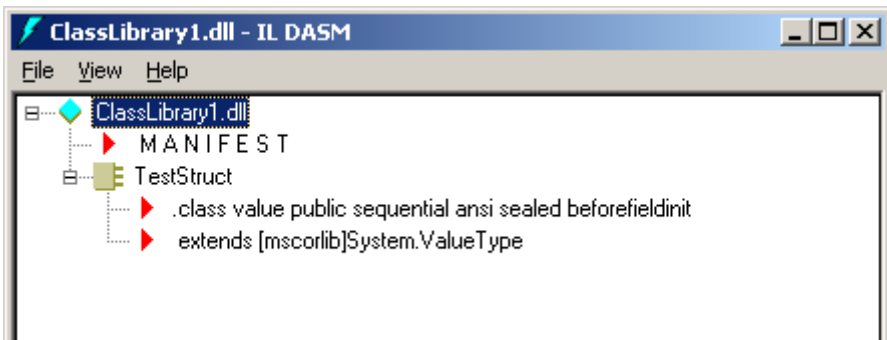 ClassLibrary1.dll - IL DASM
File View Help
ClassLibrary1.dll
M A N I F E S T
TestStruct
.class value public sequential ansi sealed beforefieldinit
extends [mscorlib]System.ValueType